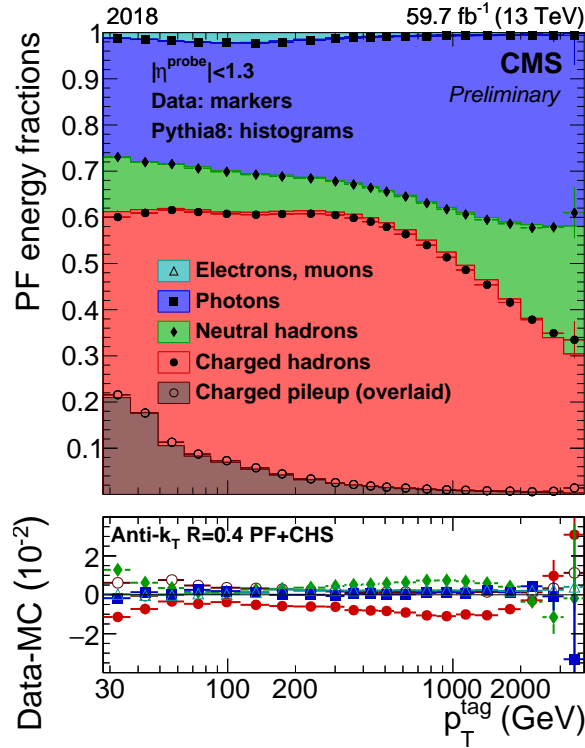 2018 59.7 fb⁻¹ (13 TeV)
PF energy fractions
1
0.9
0.8
0.7
0.6
0.5
0.4
0.3
0.2
0.1
|η^probe|<1.3
Data: markers
Pythia8: histograms
CMS
Preliminary
Electrons, muons
Photons
Neutral hadrons
Charged hadrons
Charged pileup (overlaid)
Data-MC (10⁻²)
2
0
−2
Anti-k_T R=0.4 PF+CHS
30 100 200 1000 2000
p_T^tag (GeV)